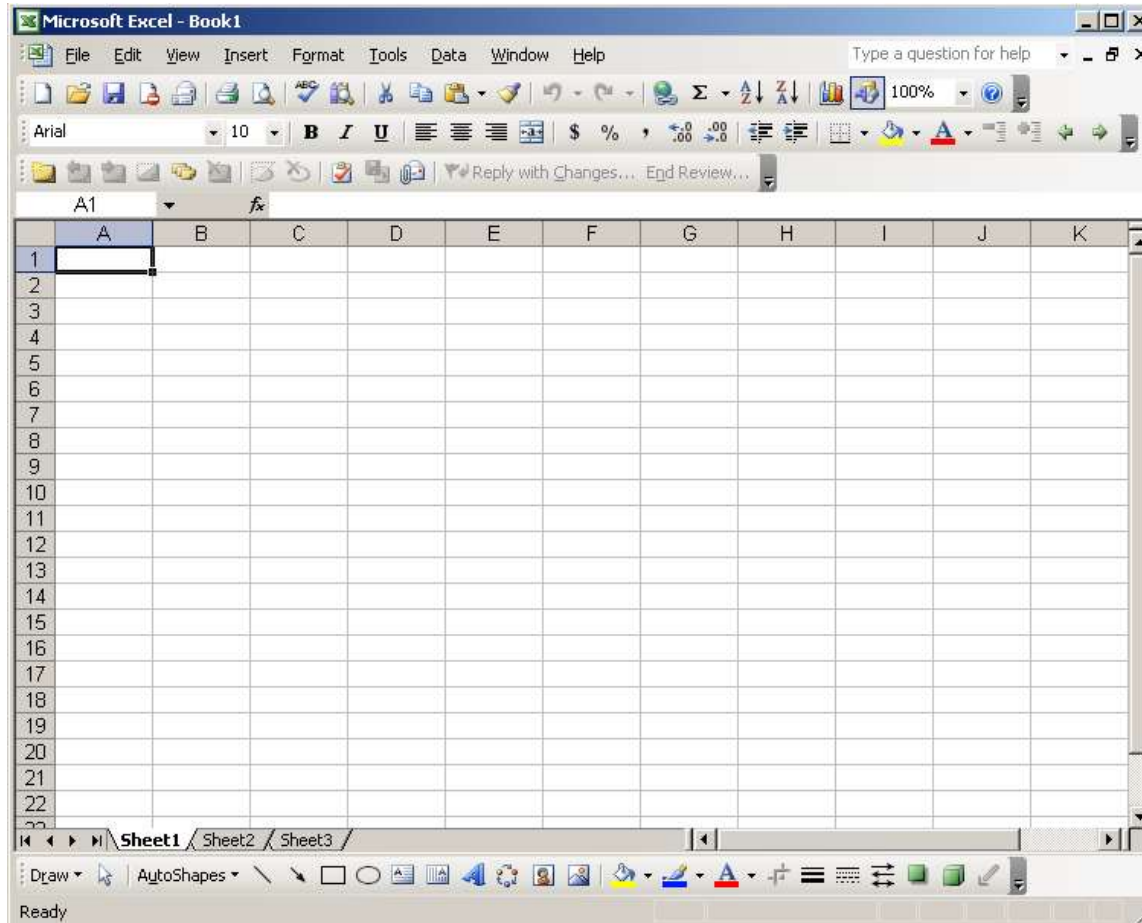 Microsoft Excel - Book1
File Edit View Insert Format Tools Data Window Help Type a question for help
Σ 100%
Arial 10 B I U $ % ,
Reply with Changes... End Review...
A1 fx
A B C D E F G H I J K
1
2
3
4
5
6
7
8
9
10
11
12
13
14
15
16
17
18
19
20
21
22
Sheet1 Sheet2 Sheet3
Draw AutoShapes A
Ready